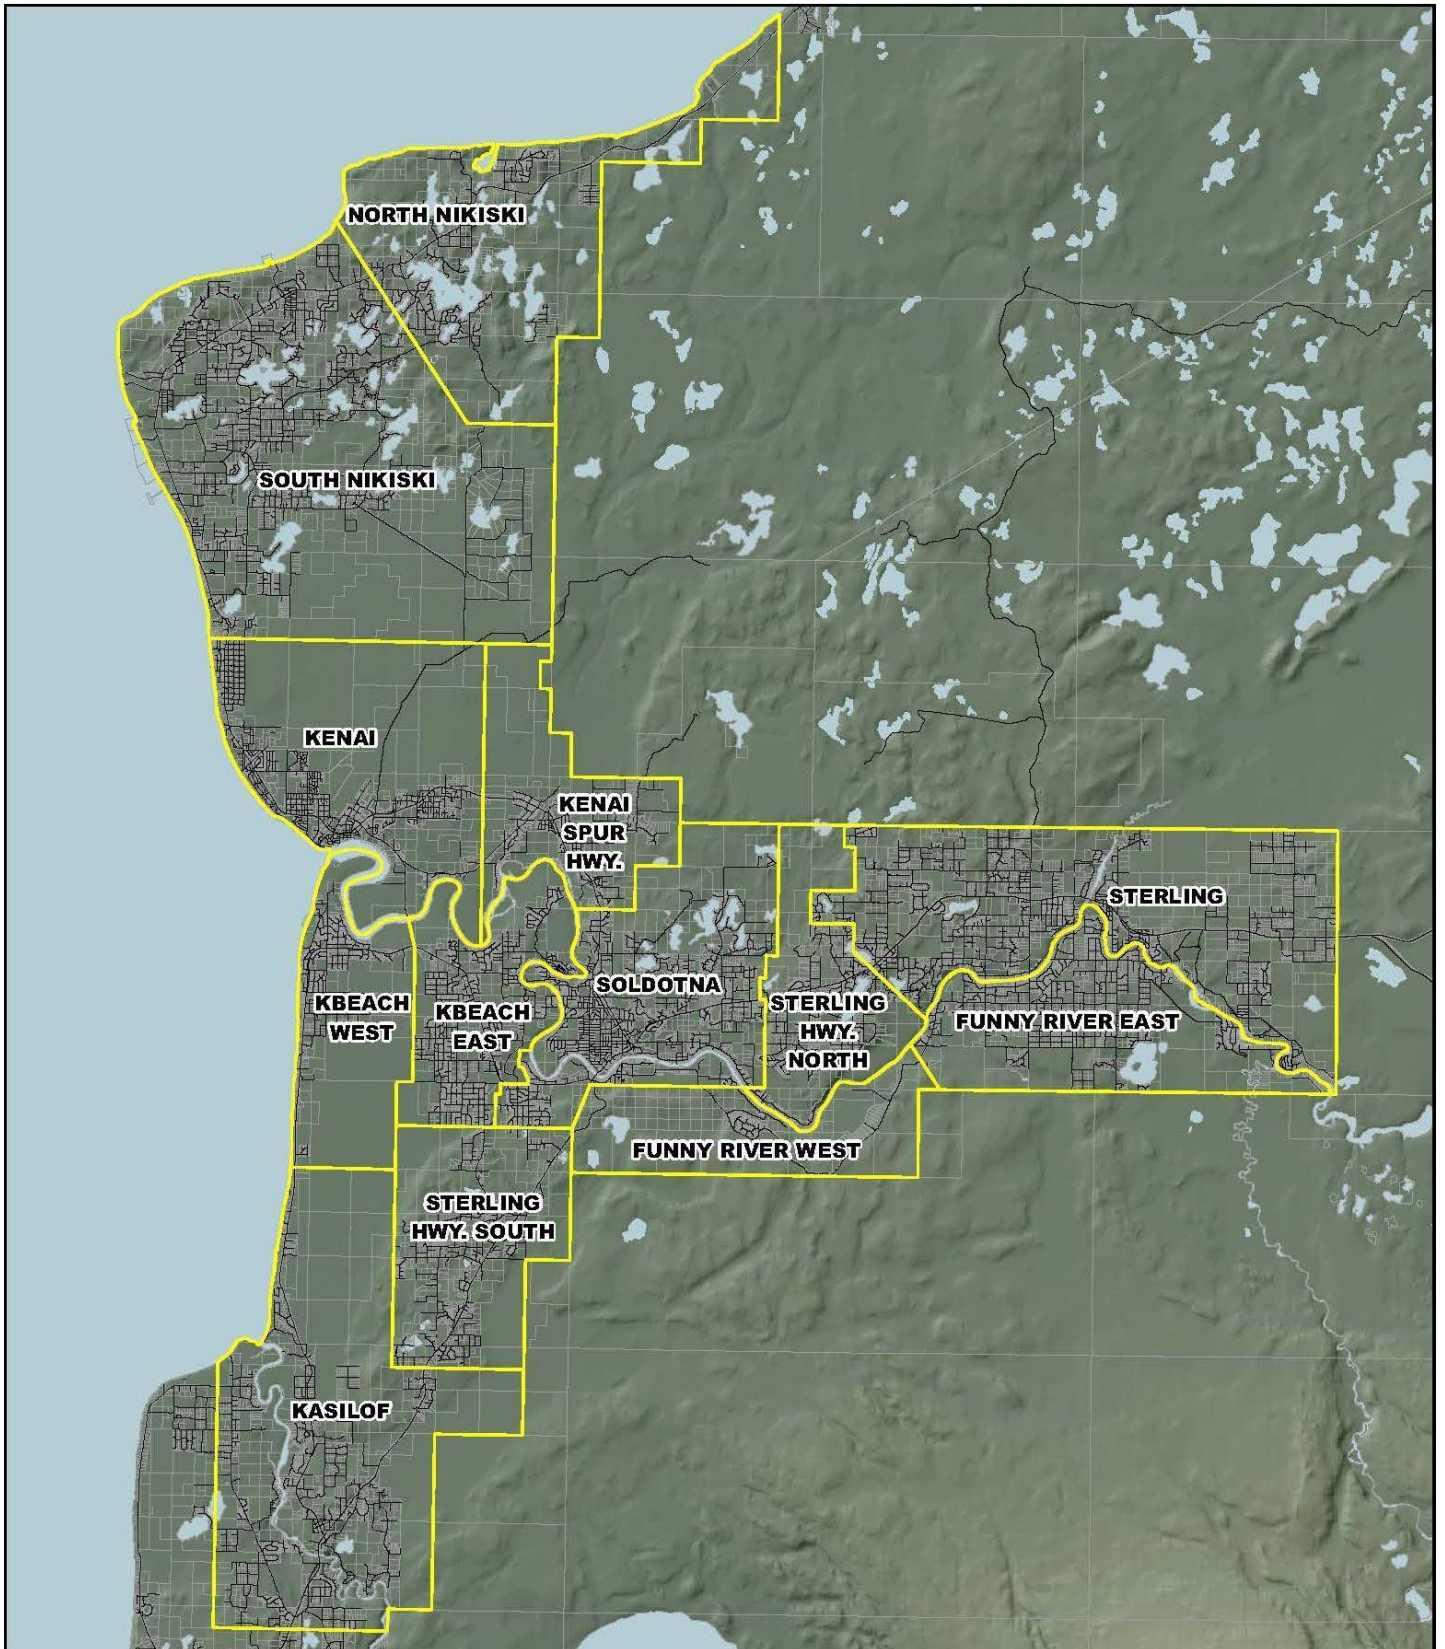 NORTH NIKISKI
SOUTH NIKISKI
KENAI
KENAI
SPUR
HWY.
STERLING
SOLDOTNA
KBEACH
WEST
KBEACH
EAST
STERLING
HWY.
NORTH
FUNNY RIVER EAST
FUNNY RIVER WEST
STERLING
HWY. SOUTH
KASILOF